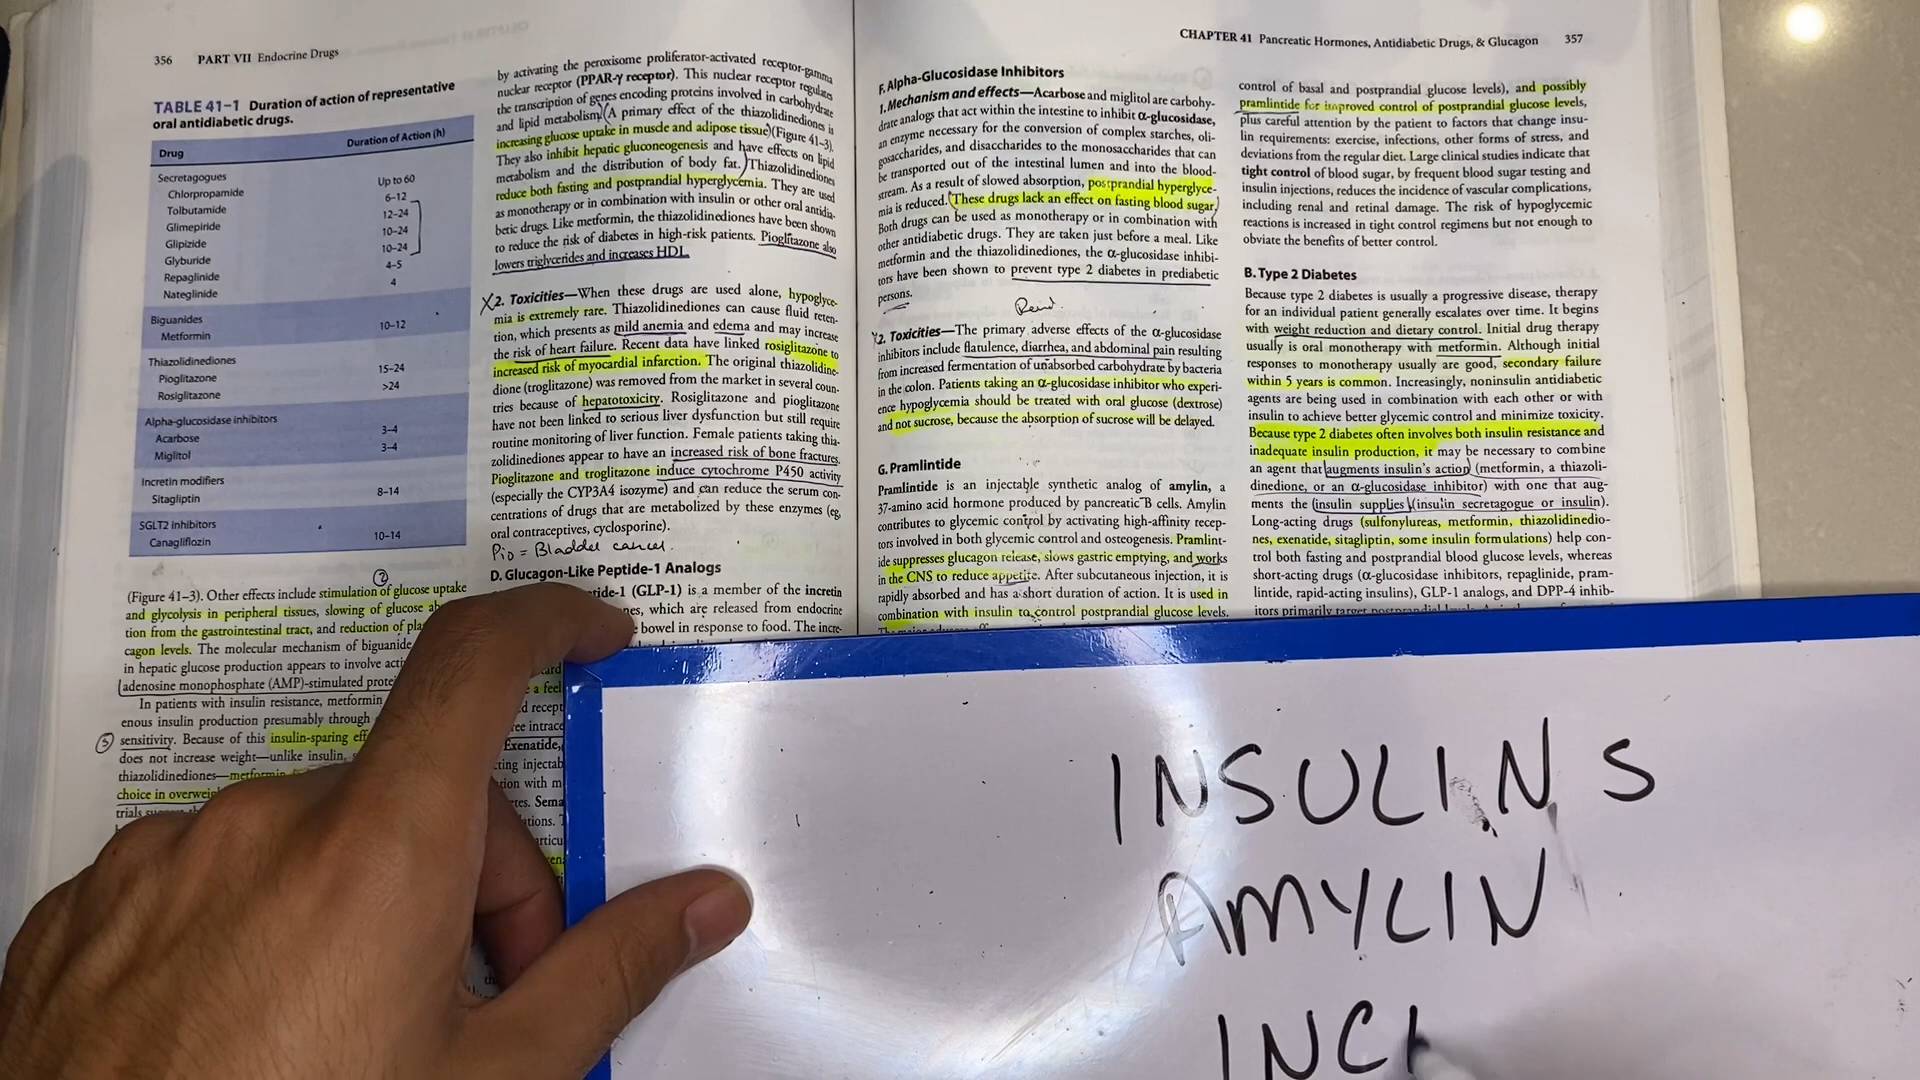 356 PART VII Endocrine Drugs
TABLE 41–1 Duration of action of representative
oral antidiabetic drugs.
Drug Duration of Action (h)
Secretagogues
Chlorpropamide Up to 60
Tolbutamide 6–12
Glimepiride 12–24
Glipizide 10–24
Glyburide 10–24
Repaglinide 4–5
Nateglinide 4
Biguanides
Metformin 10–12
Thiazolidinediones
Pioglitazone 15–24
Rosiglitazone >24
Alpha-glucosidase inhibitors
Acarbose 3–4
Miglitol 3–4
Incretin modifiers
Sitagliptin 8–14
SGLT2 inhibitors
Canagliflozin 10–14
2
(Figure 41–3). Other effects include stimulation of glucose uptake
and glycolysis in peripheral tissues, slowing of glucose
tion from the gastrointestinal tract, and reduction of
cagon levels. The molecular mechanism of
in hepatic glucose production appears to involve
adenosine monophosphate (AMP)-stimulated
In patients with insulin resistance, metformin
enous insulin production presumably through
3 sensitivity. Because of this insulin-sparing
does not increase weight—unlike insulin,
thiazolidinediones—metformin
choice in
trials
by activating the peroxisome proliferator-activated receptor-gamma
nuclear receptor (PPAR-γ receptor). This nuclear receptor regulates
the transcription of genes encoding proteins involved in carbohydrate
and lipid metabolism. (A primary effect of the thiazolidinediones is
increasing glucose uptake in muscle and adipose tissue) (Figure 41–3).
They also inhibit hepatic gluconeogenesis and have effects on lipid
metabolism and the distribution of body fat.) Thiazolidinediones
reduce both fasting and postprandial hyperglycemia. They are used
as monotherapy or in combination with insulin or other oral antidia-
betic drugs. Like metformin, the thiazolidinediones have been shown
to reduce the risk of diabetes in high-risk patients. Pioglitazone also
lowers triglycerides and increases HDL.
X 2. Toxicities—When these drugs are used alone, hypoglyce-
mia is extremely rare. Thiazolidinediones can cause fluid reten-
tion, which presents as mild anemia and edema and may increase
the risk of heart failure. Recent data have linked rosiglitazone to
increased risk of myocardial infarction. The original thiazolidine-
dione (troglitazone) was removed from the market in several coun-
tries because of hepatotoxicity. Rosiglitazone and pioglitazone
have not been linked to serious liver dysfunction but still require
routine monitoring of liver function. Female patients taking thia-
zolidinediones appear to have an increased risk of bone fractures.
Pioglitazone and troglitazone induce cytochrome P450 activity
(especially the CYP3A4 isozyme) and can reduce the serum con-
centrations of drugs that are metabolized by these enzymes (eg,
oral contraceptives, cyclosporine).
Pio = Bladder cancer.
D. Glucagon-Like Peptide-1 Analogs
(GLP-1) is a member of the incretin
which are released from endocrine
bowel in response to food. The incre-
a feel
Exenatide,
CHAPTER 41 Pancreatic Hormones, Antidiabetic Drugs, & Glucagon 357
F. Alpha-Glucosidase Inhibitors
1. Mechanism and effects—Acarbose and miglitol are carbohy-
drate analogs that act within the intestine to inhibit α-glucosidase,
an enzyme necessary for the conversion of complex starches, oli-
gosaccharides, and disaccharides to the monosaccharides that can
be transported out of the intestinal lumen and into the blood-
stream. As a result of slowed absorption, postprandial hyperglyce-
mia is reduced. (These drugs lack an effect on fasting blood sugar.)
Both drugs can be used as monotherapy or in combination with
other antidiabetic drugs. They are taken just before a meal. Like
metformin and the thiazolidinediones, the α-glucosidase inhibi-
tors have been shown to prevent type 2 diabetes in prediabetic
persons.
2. Toxicities—The primary adverse effects of the α-glucosidase
inhibitors include flatulence, diarrhea, and abdominal pain resulting
from increased fermentation of unabsorbed carbohydrate by bacteria
in the colon. Patients taking an α-glucosidase inhibitor who experi-
ence hypoglycemia should be treated with oral glucose (dextrose)
and not sucrose, because the absorption of sucrose will be delayed.
G. Pramlintide
Pramlintide is an injectable synthetic analog of amylin, a
37-amino acid hormone produced by pancreatic B cells. Amylin
contributes to glycemic control by activating high-affinity recep-
tors involved in both glycemic control and osteogenesis. Pramlint-
ide suppresses glucagon release, slows gastric emptying, and works
in the CNS to reduce appetite. After subcutaneous injection, it is
rapidly absorbed and has a short duration of action. It is used in
combination with insulin to control postprandial glucose levels.
control of basal and postprandial glucose levels), and possibly
pramlintide for improved control of postprandial glucose levels,
plus careful attention by the patient to factors that change insu-
lin requirements: exercise, infections, other forms of stress, and
deviations from the regular diet. Large clinical studies indicate that
tight control of blood sugar, by frequent blood sugar testing and
insulin injections, reduces the incidence of vascular complications,
including renal and retinal damage. The risk of hypoglycemic
reactions is increased in tight control regimens but not enough to
obviate the benefits of better control.
B. Type 2 Diabetes
Because type 2 diabetes is usually a progressive disease, therapy
for an individual patient generally escalates over time. It begins
with weight reduction and dietary control. Initial drug therapy
usually is oral monotherapy with metformin. Although initial
responses to monotherapy usually are good, secondary failure
within 5 years is common. Increasingly, noninsulin antidiabetic
agents are being used in combination with each other or with
insulin to achieve better glycemic control and minimize toxicity.
Because type 2 diabetes often involves both insulin resistance and
inadequate insulin production, it may be necessary to combine
an agent that augments insulin's action (metformin, a thiazoli-
dinedione, or an α-glucosidase inhibitor) with one that aug-
ments the (insulin supplies) (insulin secretagogue or insulin).
Long-acting drugs (sulfonylureas, metformin, thiazolidinedio-
nes, exenatide, sitagliptin, some insulin formulations) help con-
trol both fasting and postprandial blood glucose levels, whereas
short-acting drugs (α-glucosidase inhibitors, repaglinide, pram-
lintide, rapid-acting insulins), GLP-1 analogs, and DPP-4 inhib-
itors primarily target postprandial levels.
INSULINS
AMYLIN
INC